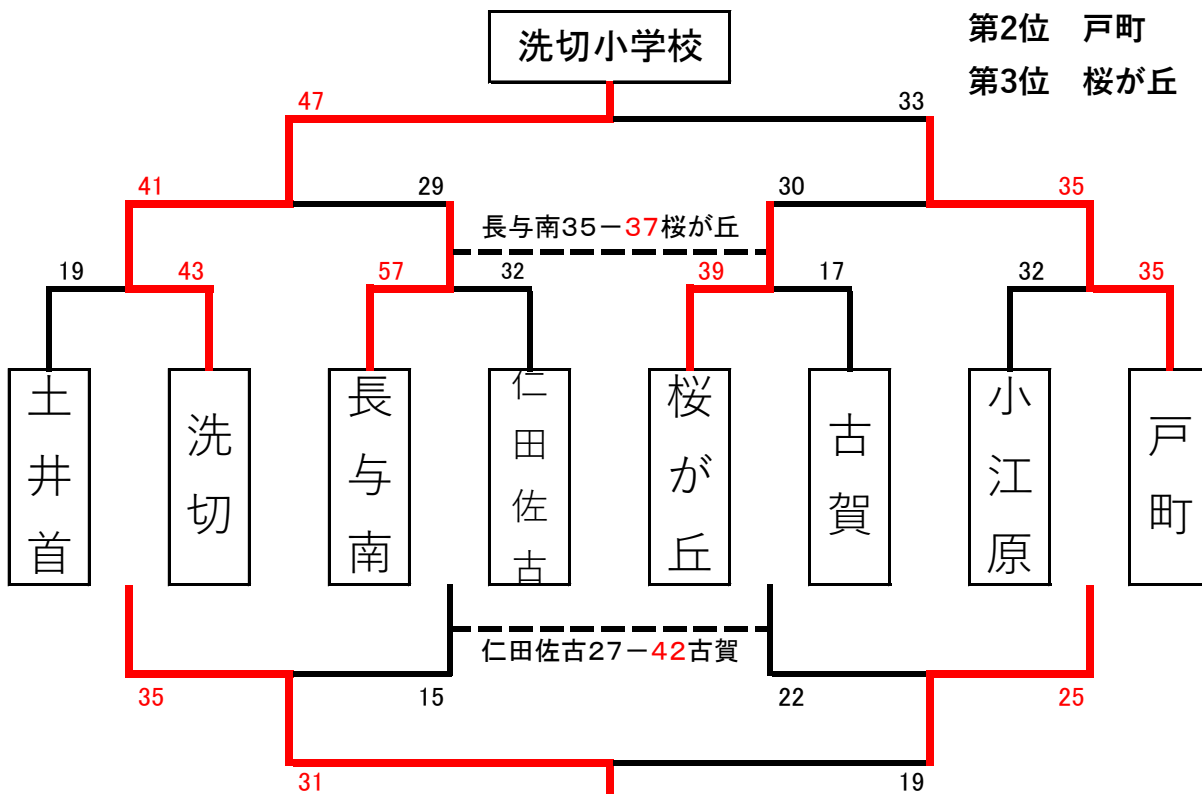 洗切小学校
第2位　戸町
第3位　桜が丘
47
33
41
29
30
35
長与南35－37桜が丘
19
43
57
32
39
17
32
35
土井首
洗切
長与南
仁田佐古
桜が丘
古賀
小江原
戸町
仁田佐古27－42古賀
35
15
22
25
31
19